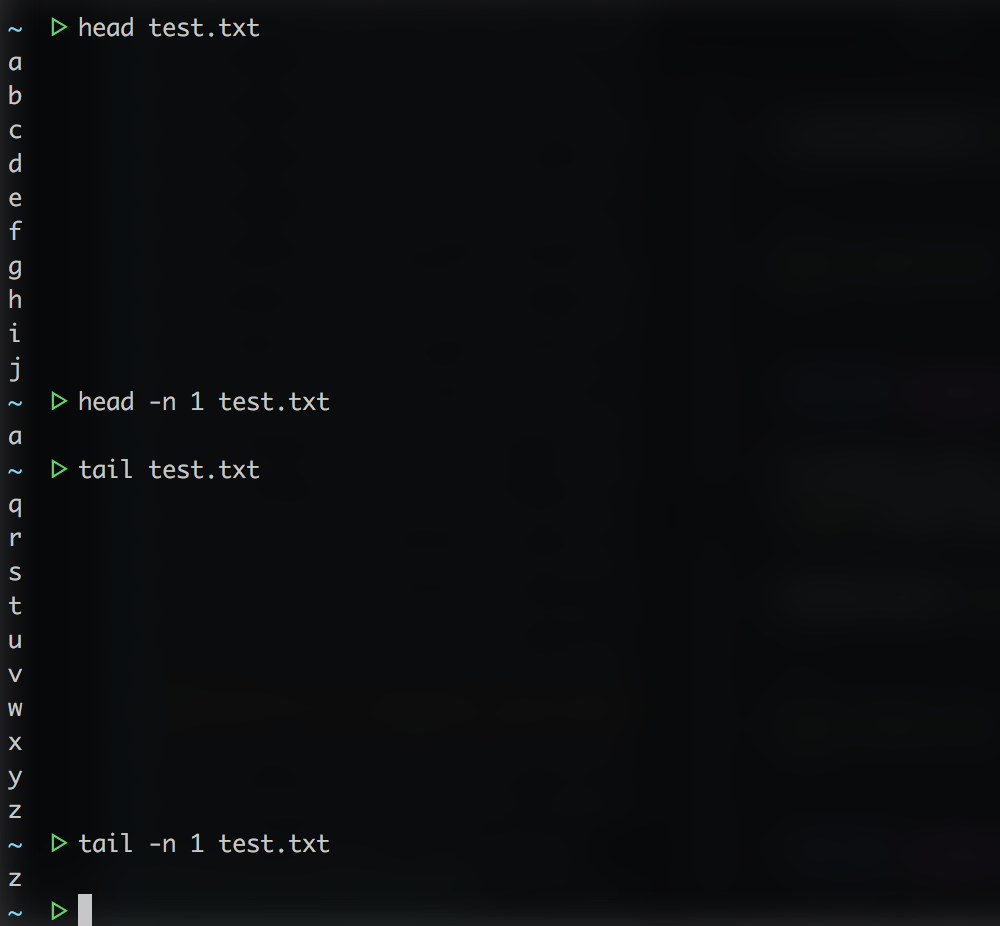 ~ ▷ head test.txt
a
b
c
d
e
f
g
h
i
j
~ ▷ head -n 1 test.txt
a
~ ▷ tail test.txt
q
r
s
t
u
v
w
x
y
z
~ ▷ tail -n 1 test.txt
z
~ ▷